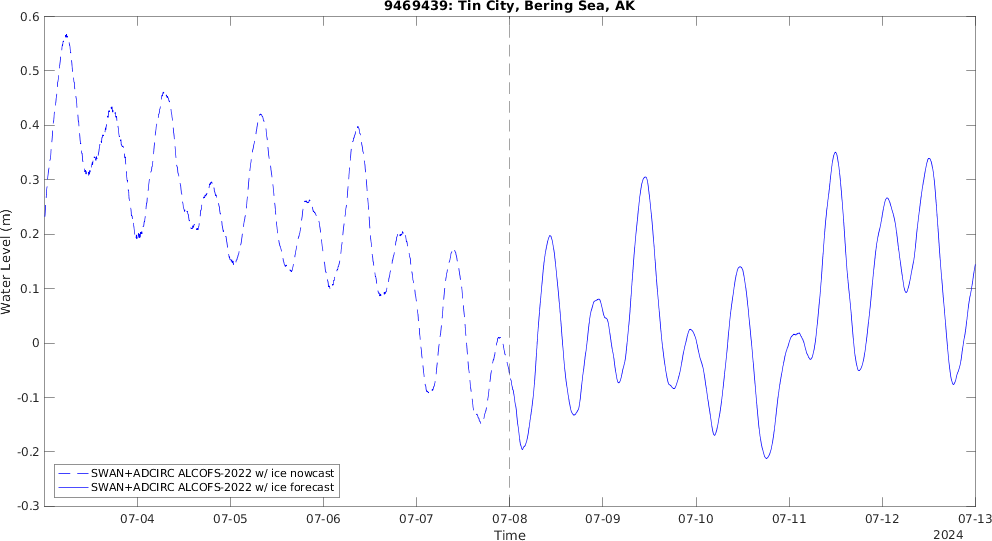 9469439: Tin City, Bering Sea, AK
0.6
0.5
0.4
0.3
0.2
0.1
0
-0.1
-0.2
-0.3
Water Level (m)
SWAN+ADCIRC ALCOFS-2022 w/ ice nowcast
SWAN+ADCIRC ALCOFS-2022 w/ ice forecast
07-04 07-05 07-06 07-07 07-08 07-09 07-10 07-11 07-12 07-13
Time
2024